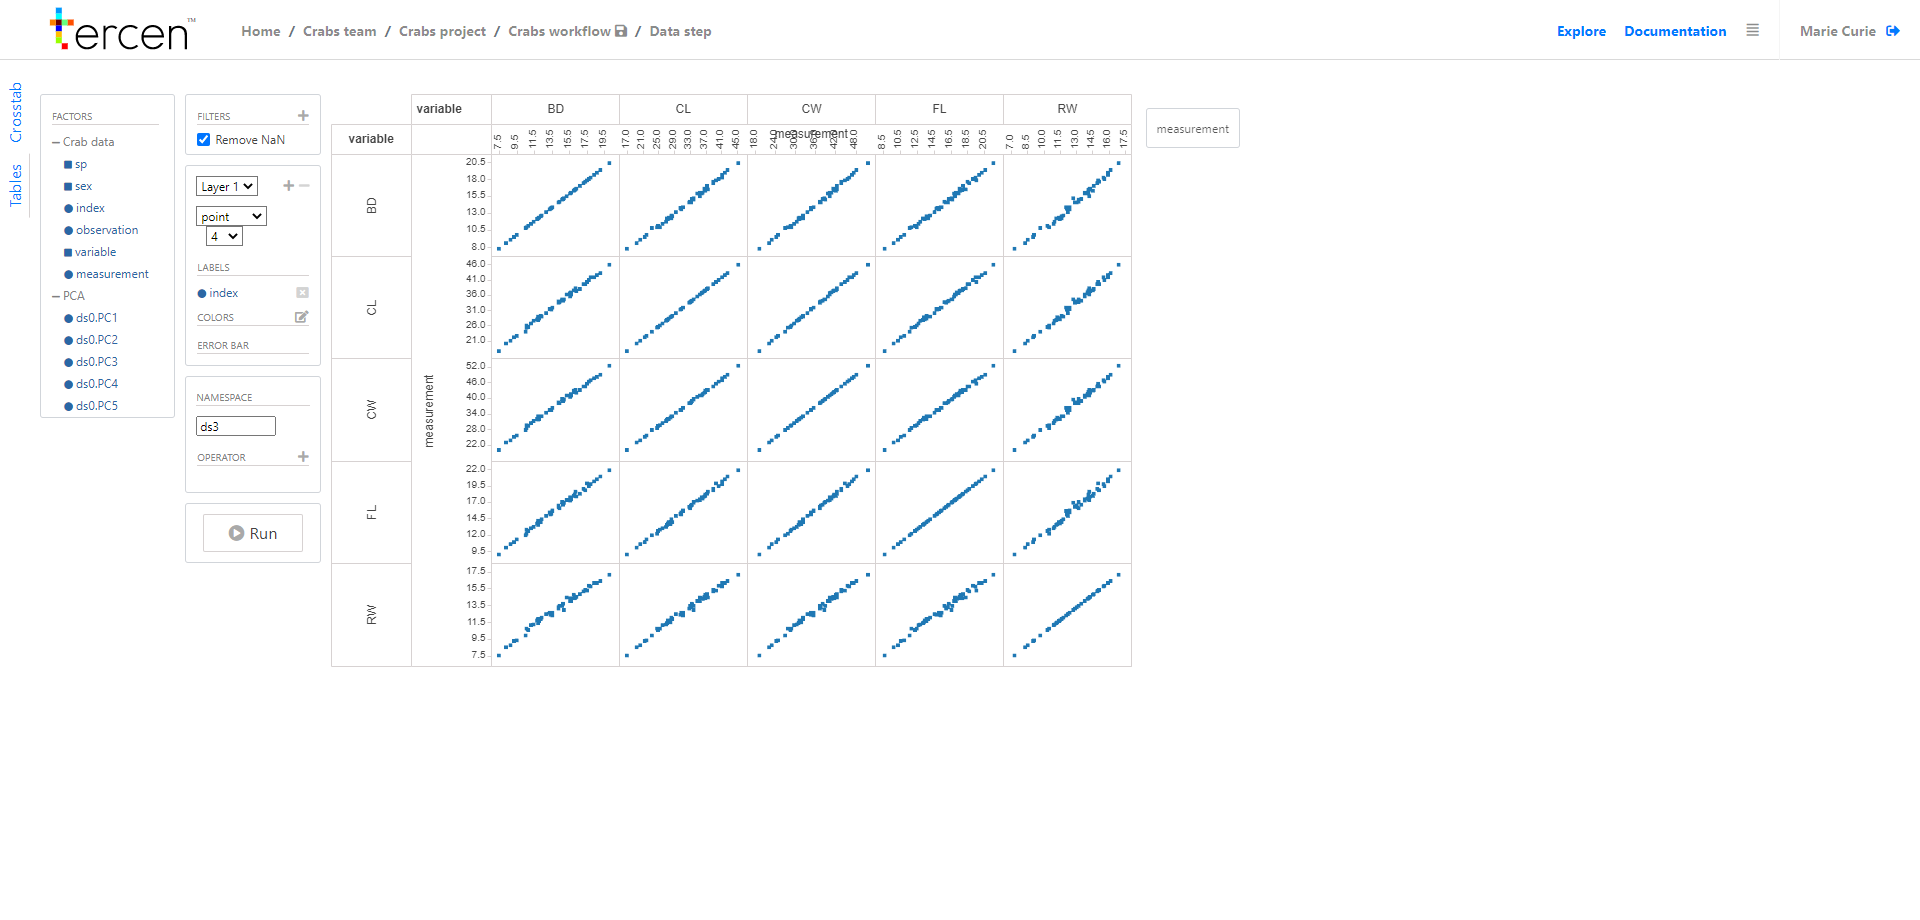 tercen™
Home / Crabs team / Crabs project / Crabs workflow / Data step
Explore Documentation
Marie Curie
Crosstab
Tables
FACTORS
Crab data
sp
sex
index
observation
variable
measurement
PCA
ds0.PC1
ds0.PC2
ds0.PC3
ds0.PC4
ds0.PC5
FILTERS
Remove NaN
Layer 1
point
4
LABELS
index
COLORS
ERROR BAR
NAMESPACE
ds3
OPERATOR
Run
variable BD CL CW FL RW
variable
measurement
7.5 9.5 11.5 13.5 15.5 17.5 19.5
17.0 21.0 25.0 29.0 33.0 37.0 41.0 45.0
18.0 24.0 30.0 36.0 42.0 48.0
8.5 10.5 12.5 14.5 16.5 18.5 20.5
7.0 8.5 10.0 11.5 13.0 14.5 16.0 17.5
measurement
BD
20.5
18.0
15.5
13.0
10.5
8.0
CL
46.0
41.0
36.0
31.0
26.0
21.0
CW
52.0
46.0
40.0
34.0
28.0
22.0
FL
22.0
19.5
17.0
14.5
12.0
9.5
RW
17.5
15.5
13.5
11.5
9.5
7.5
measurement